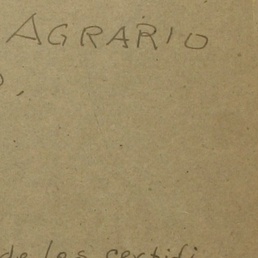 AGRARIO
o,
de los certifi